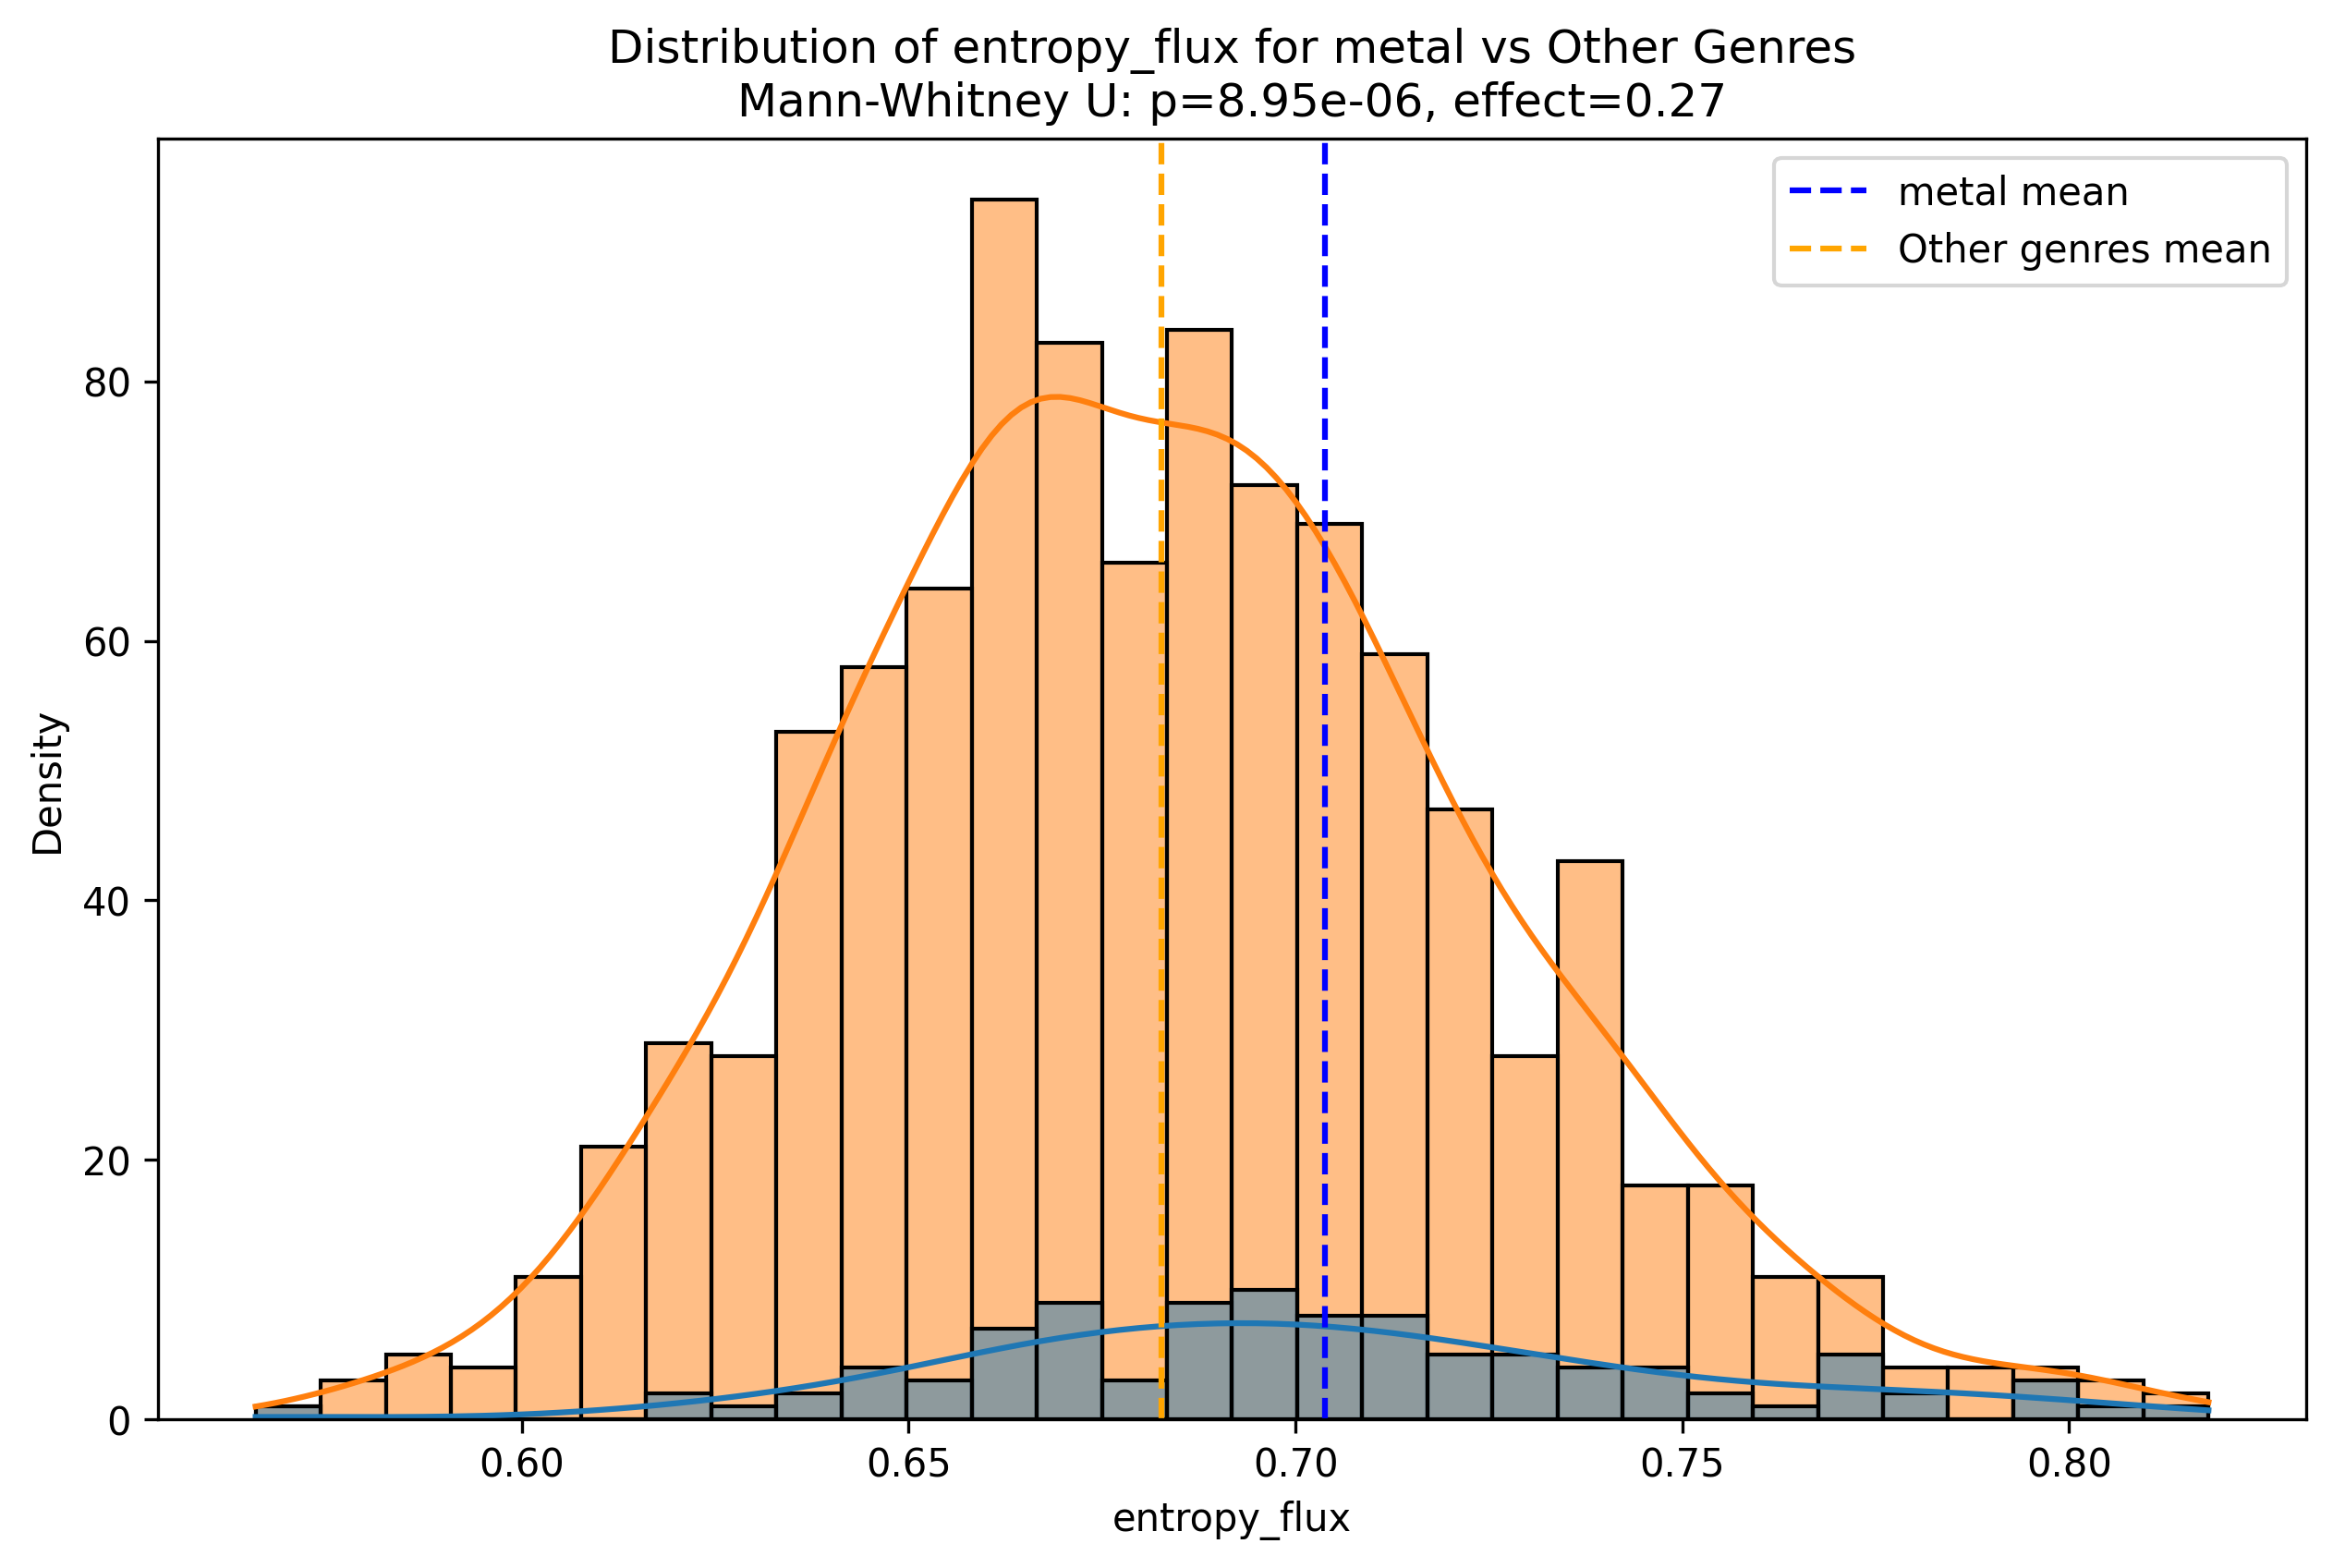 Distribution of entropy_flux for metal vs Other Genres
Mann-Whitney U: p=8.95e-06, effect=0.27
metal mean
Other genres mean
Density
80
60
40
20
0
0.60 0.65 0.70 0.75 0.80
entropy_flux